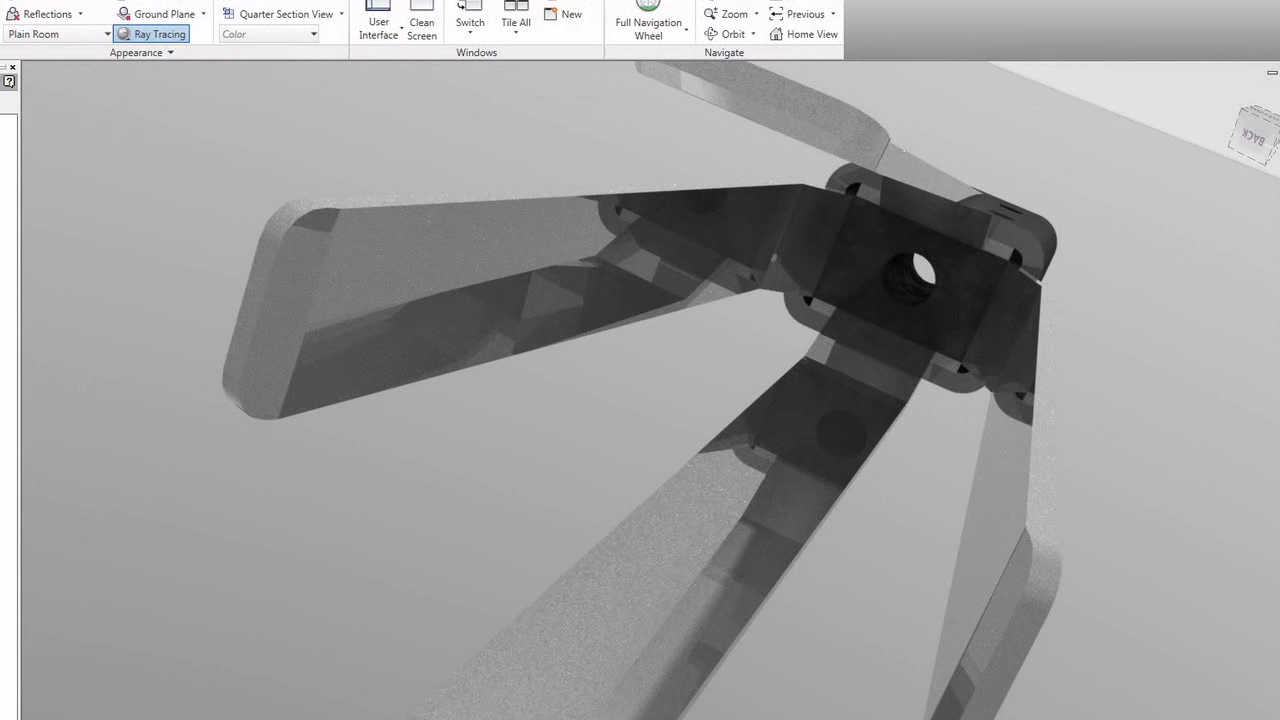 Reflections
Ground Plane
Quarter Section View
User Interface
Clean Screen
Switch
Tile All
New
Full Navigation Wheel
Zoom
Previous
Plain Room
Ray Tracing
Color
Orbit
Home View
Appearance
Windows
Navigate
BACK